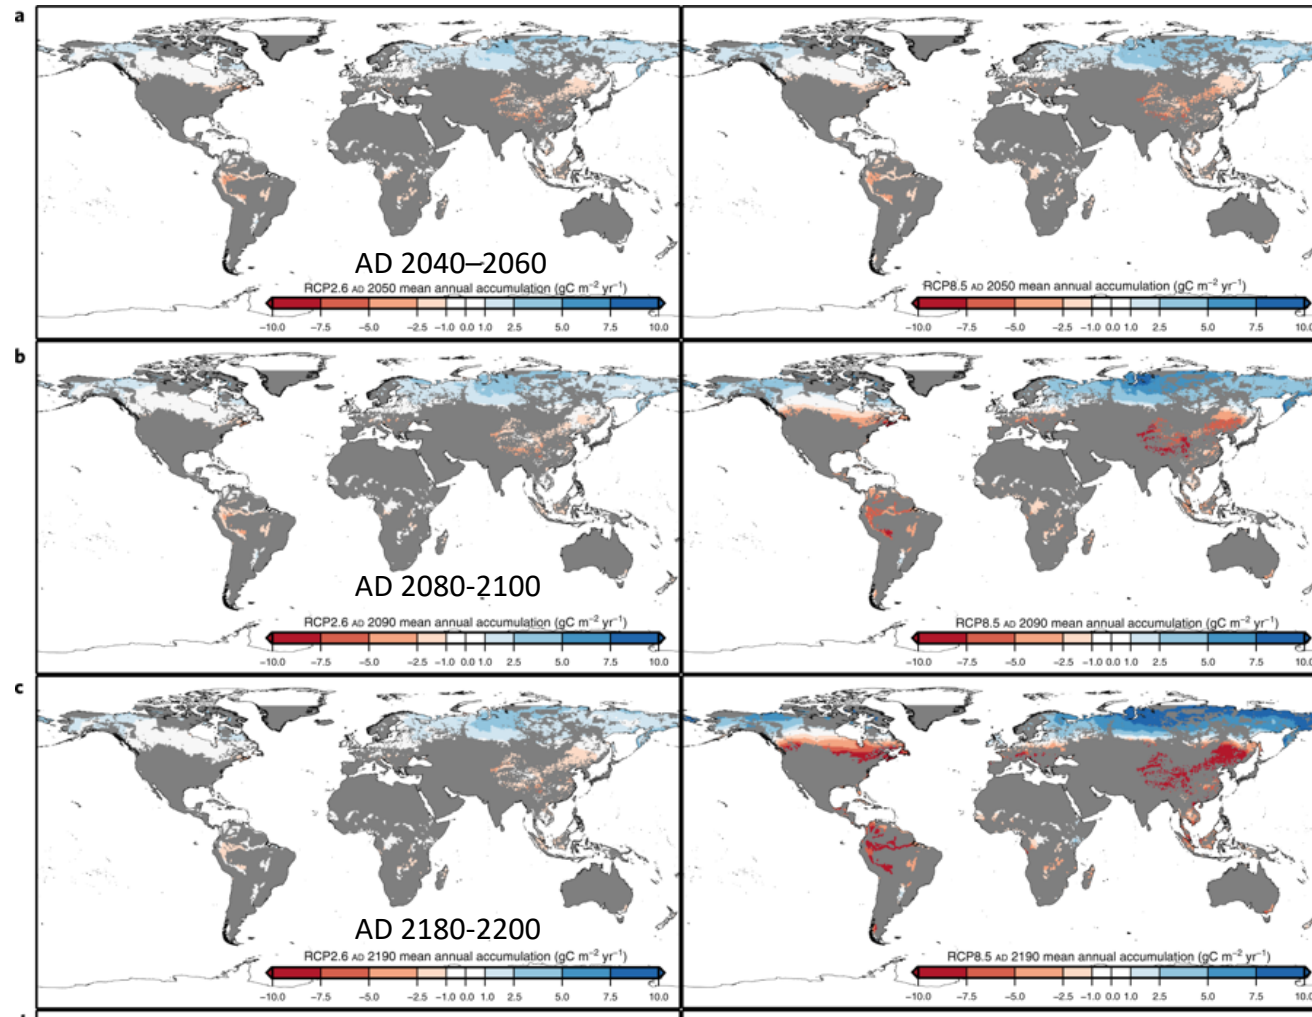 a
AD 2040–2060
RCP2.6 AD 2050 mean annual accumulation (gC m⁻² yr⁻¹)
−10.0 −7.5 −5.0 −2.5 −1.0 0.0 1.0 2.5 5.0 7.5 10.0
RCP8.5 AD 2050 mean annual accumulation (gC m⁻² yr⁻¹)
−10.0 −7.5 −5.0 −2.5 −1.0 0.0 1.0 2.5 5.0 7.5 10.0
b
AD 2080-2100
RCP2.6 AD 2090 mean annual accumulation (gC m⁻² yr⁻¹)
−10.0 −7.5 −5.0 −2.5 −1.0 0.0 1.0 2.5 5.0 7.5 10.0
RCP8.5 AD 2090 mean annual accumulation (gC m⁻² yr⁻¹)
−10.0 −7.5 −5.0 −2.5 −1.0 0.0 1.0 2.5 5.0 7.5 10.0
c
AD 2180-2200
RCP2.6 AD 2190 mean annual accumulation (gC m⁻² yr⁻¹)
−10.0 −7.5 −5.0 −2.5 −1.0 0.0 1.0 2.5 5.0 7.5 10.0
RCP8.5 AD 2190 mean annual accumulation (gC m⁻² yr⁻¹)
−10.0 −7.5 −5.0 −2.5 −1.0 0.0 1.0 2.5 5.0 7.5 10.0